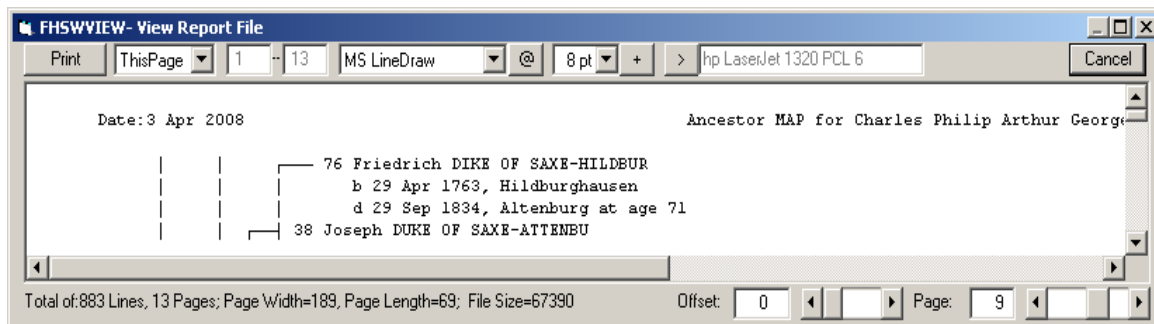 FHSWVIEW- View Report File
Print ThisPage 1 -- 13 MS LineDraw @ 8 pt + > hp LaserJet 1320 PCL 6 Cancel
Date:3 Apr 2008 Ancestor MAP for Charles Philip Arthur George
76 Friedrich DIKE OF SAXE-HILDBUR
b 29 Apr 1763, Hildburghausen
d 29 Sep 1834, Altenburg at age 71
38 Joseph DUKE OF SAXE-ATTENBU
Total of:883 Lines, 13 Pages; Page Width=189, Page Length=69; File Size=67390 Offset: 0 Page: 9